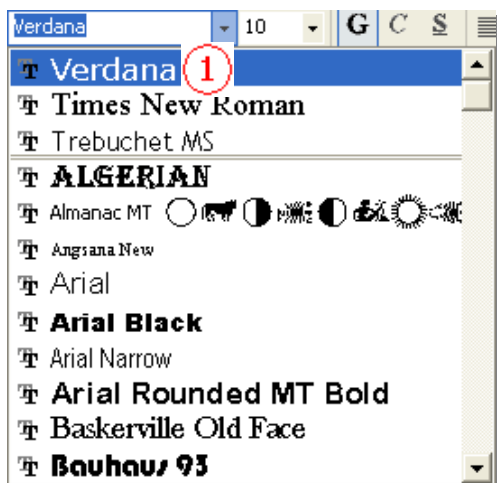 Verdana 10 G C S
Verdana 1
Times New Roman
Trebuchet MS
ALGERIAN
Almanac MT
Angsana New
Arial
Arial Black
Arial Narrow
Arial Rounded MT Bold
Baskerville Old Face
Bauhaus 93